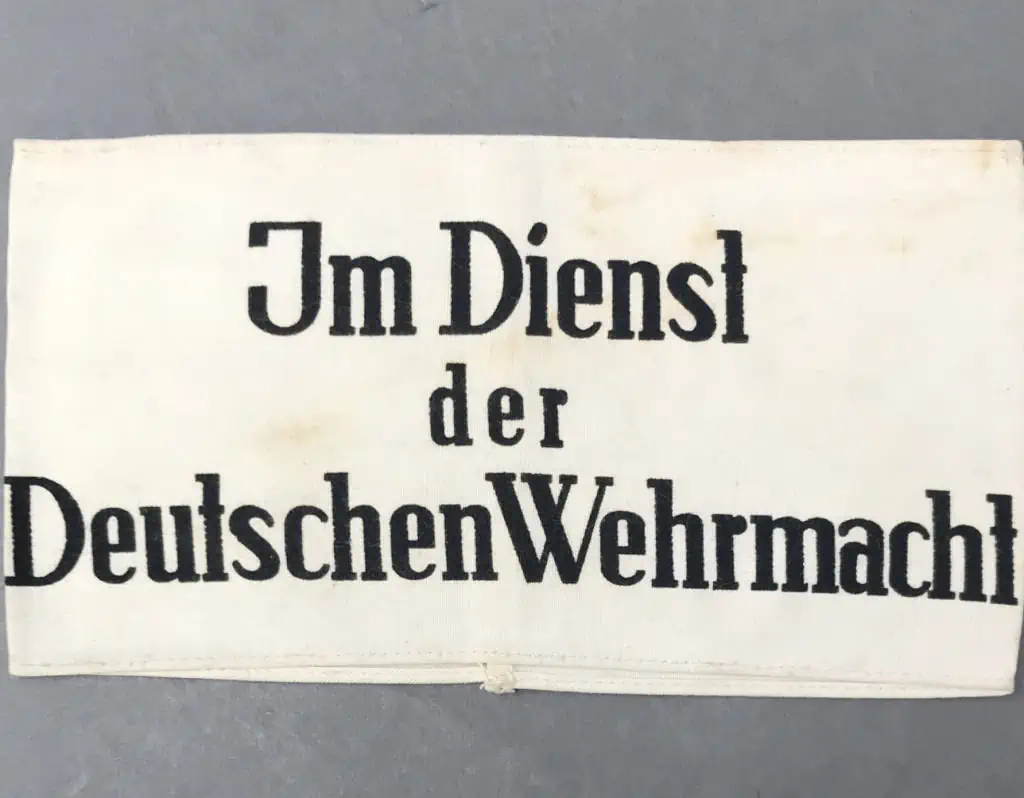 Im Dienst
der
Deutschen Wehrmacht